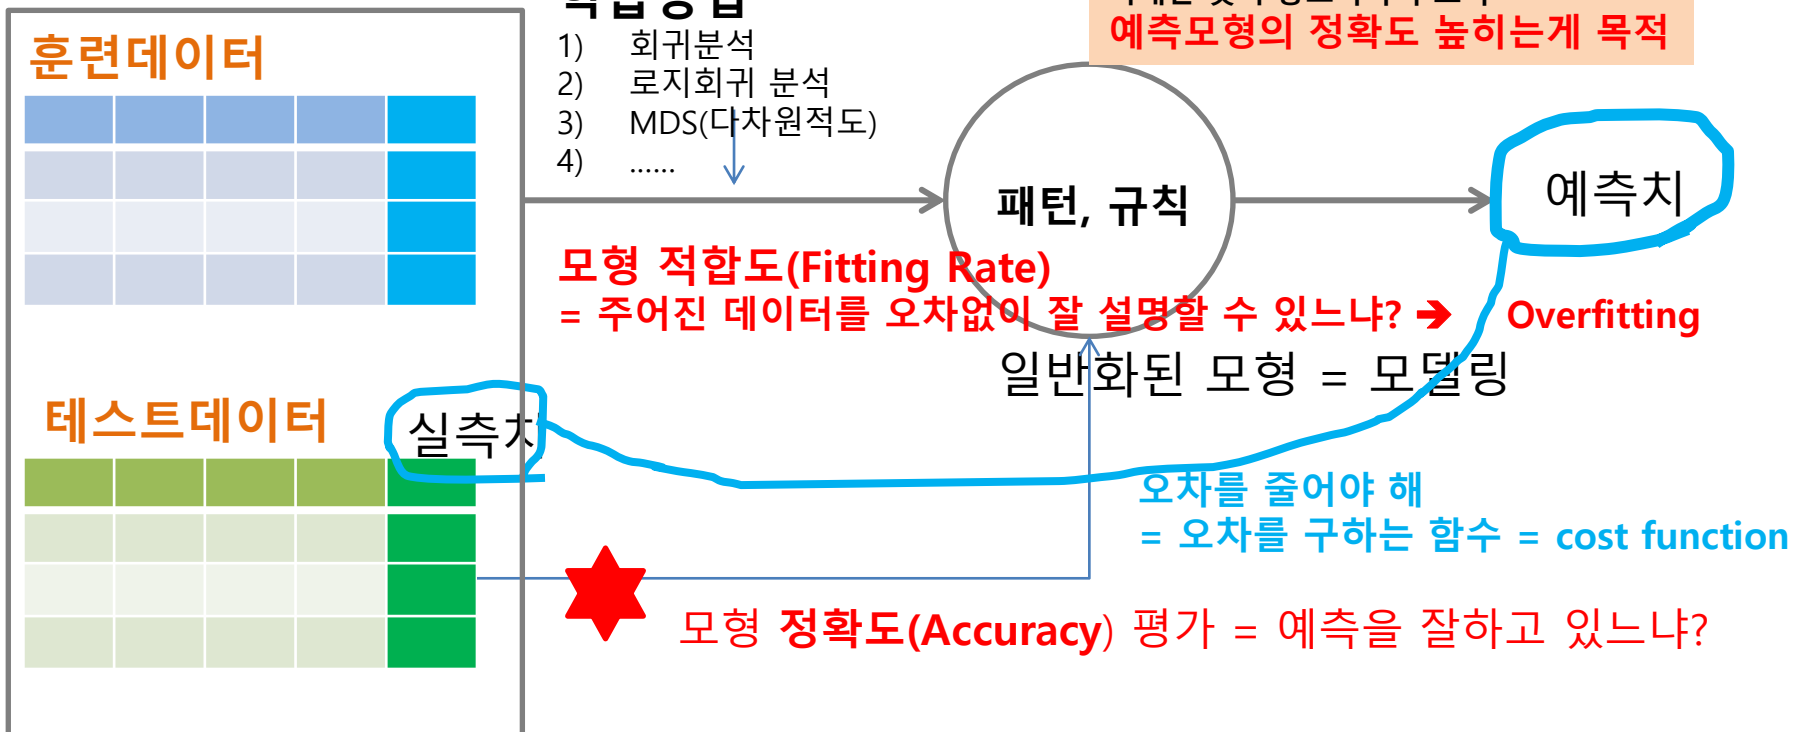 훈련데이터
1) 회귀분석
2) 로지회귀 분석
3) MDS(다차원적도)
4) ......
예측모형의 정확도 높히는게 목적
패턴, 규칙
예측치
모형 적합도(Fitting Rate)
= 주어진 데이터를 오차없이 잘 설명할 수 있느냐? ➔ Overfitting
일반화된 모형 = 모델링
테스트데이터
실측치
오차를 줄어야 해
= 오차를 구하는 함수 = cost function
모형 정확도(Accuracy) 평가 = 예측을 잘하고 있느냐?